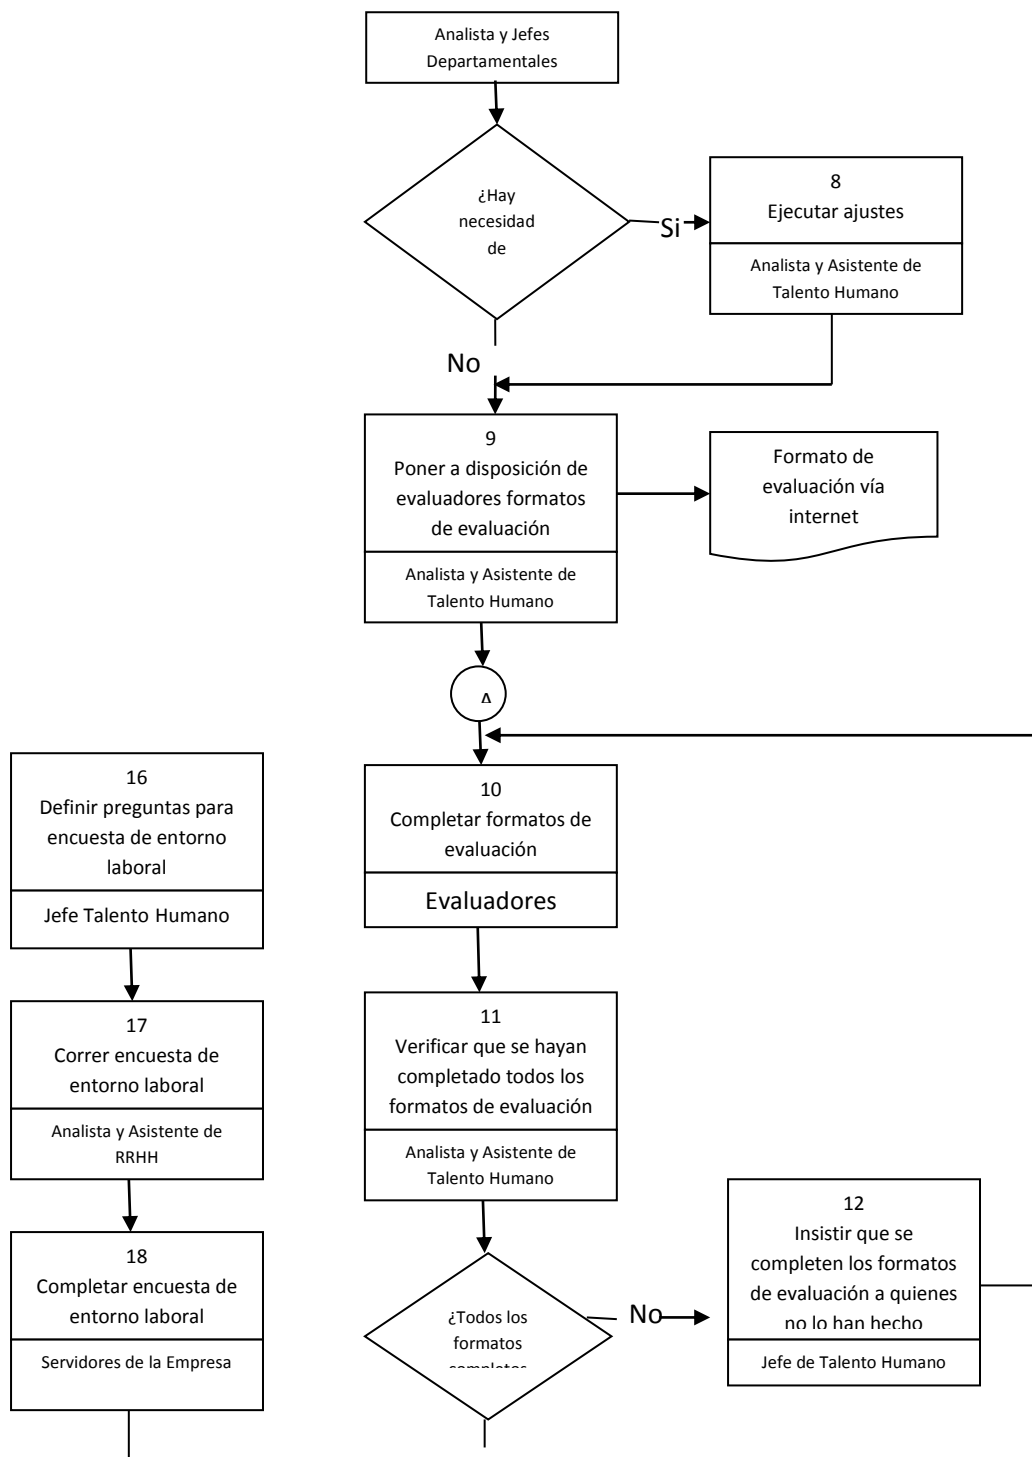 Analista y Jefes
Departamentales
¿Hay
necesidad
de
Si
8
Ejecutar ajustes
Analista y Asistente de
Talento Humano
No
9
Poner a disposición de
evaluadores formatos
de evaluación
Analista y Asistente de
Talento Humano
Formato de
evaluación vía
internet
A
16
Definir preguntas para
encuesta de entorno
laboral
Jefe Talento Humano
10
Completar formatos de
evaluación
Evaluadores
17
Correr encuesta de
entorno laboral
Analista y Asistente de
RRHH
11
Verificar que se hayan
completado todos los
formatos de evaluación
Analista y Asistente de
Talento Humano
18
Completar encuesta de
entorno laboral
Servidores de la Empresa
¿Todos los
formatos
completos
No
12
Insistir que se
completen los formatos
de evaluación a quienes
no lo han hecho
Jefe de Talento Humano